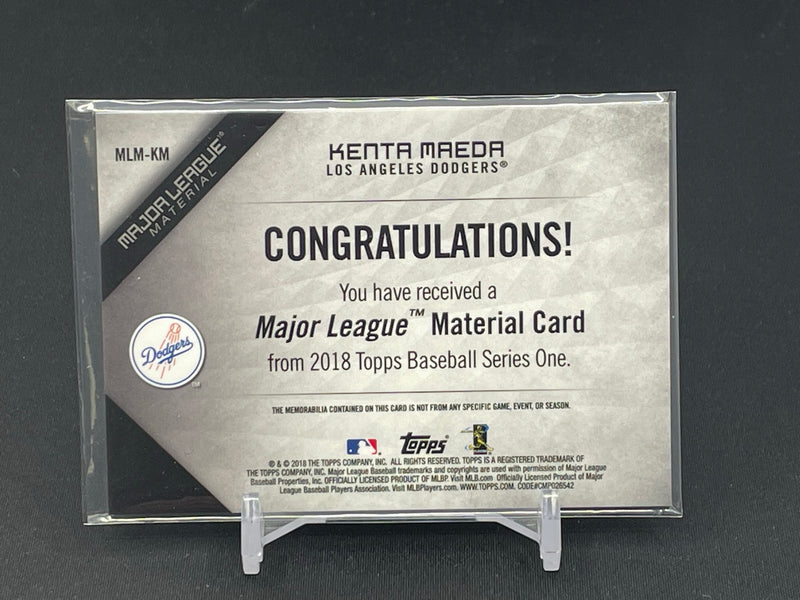 MLM-KM
MAJOR LEAGUE®
MATERIAL
KENTA MAEDA
LOS ANGELES DODGERS®
CONGRATULATIONS!
You have received a
Major League™ Material Card
from 2018 Topps Baseball Series One.
Dodgers
TM
THE MEMORABILIA CONTAINED ON THIS CARD IS NOT FROM ANY SPECIFIC GAME, EVENT, OR SEASON.
topps
® & © 2018 THE TOPPS COMPANY, INC. ALL RIGHTS RESERVED. TOPPS IS A REGISTERED TRADEMARK OF
THE TOPPS COMPANY, INC. Major League Baseball trademarks and copyrights are used with permission of Major League
Baseball Properties, Inc. OFFICIALLY LICENSED PRODUCT OF MLBP. Visit MLB.com Officially Licensed Product of Major
League Baseball Players Association. Visit MLBPlayers.com. WWW.TOPPS.COM. CODE#CMP026542